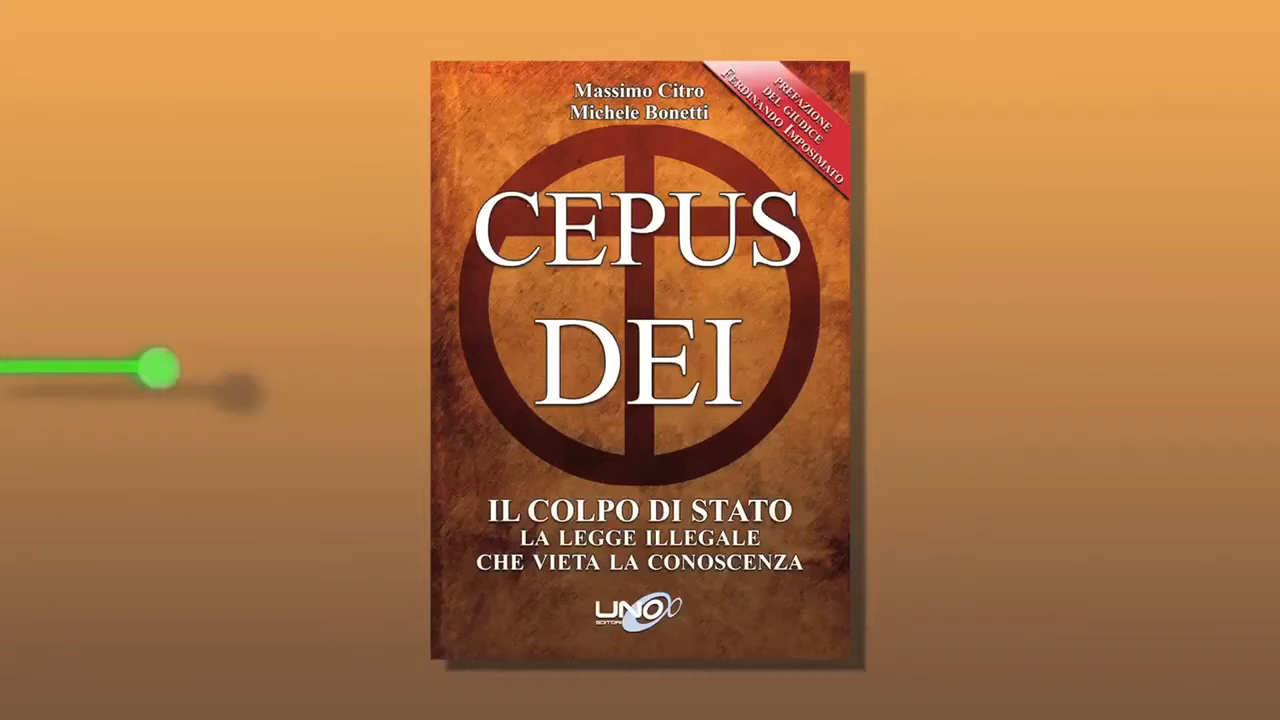 Massimo Citro
Michele Bonetti
PREFAZIONE
DEL GIUDICE
FERDINANDO IMPOSIMATO
CEPUS
DEI
IL COLPO DI STATO
LA LEGGE ILLEGALE
CHE VIETA LA CONOSCENZA
UNO
EDITORI